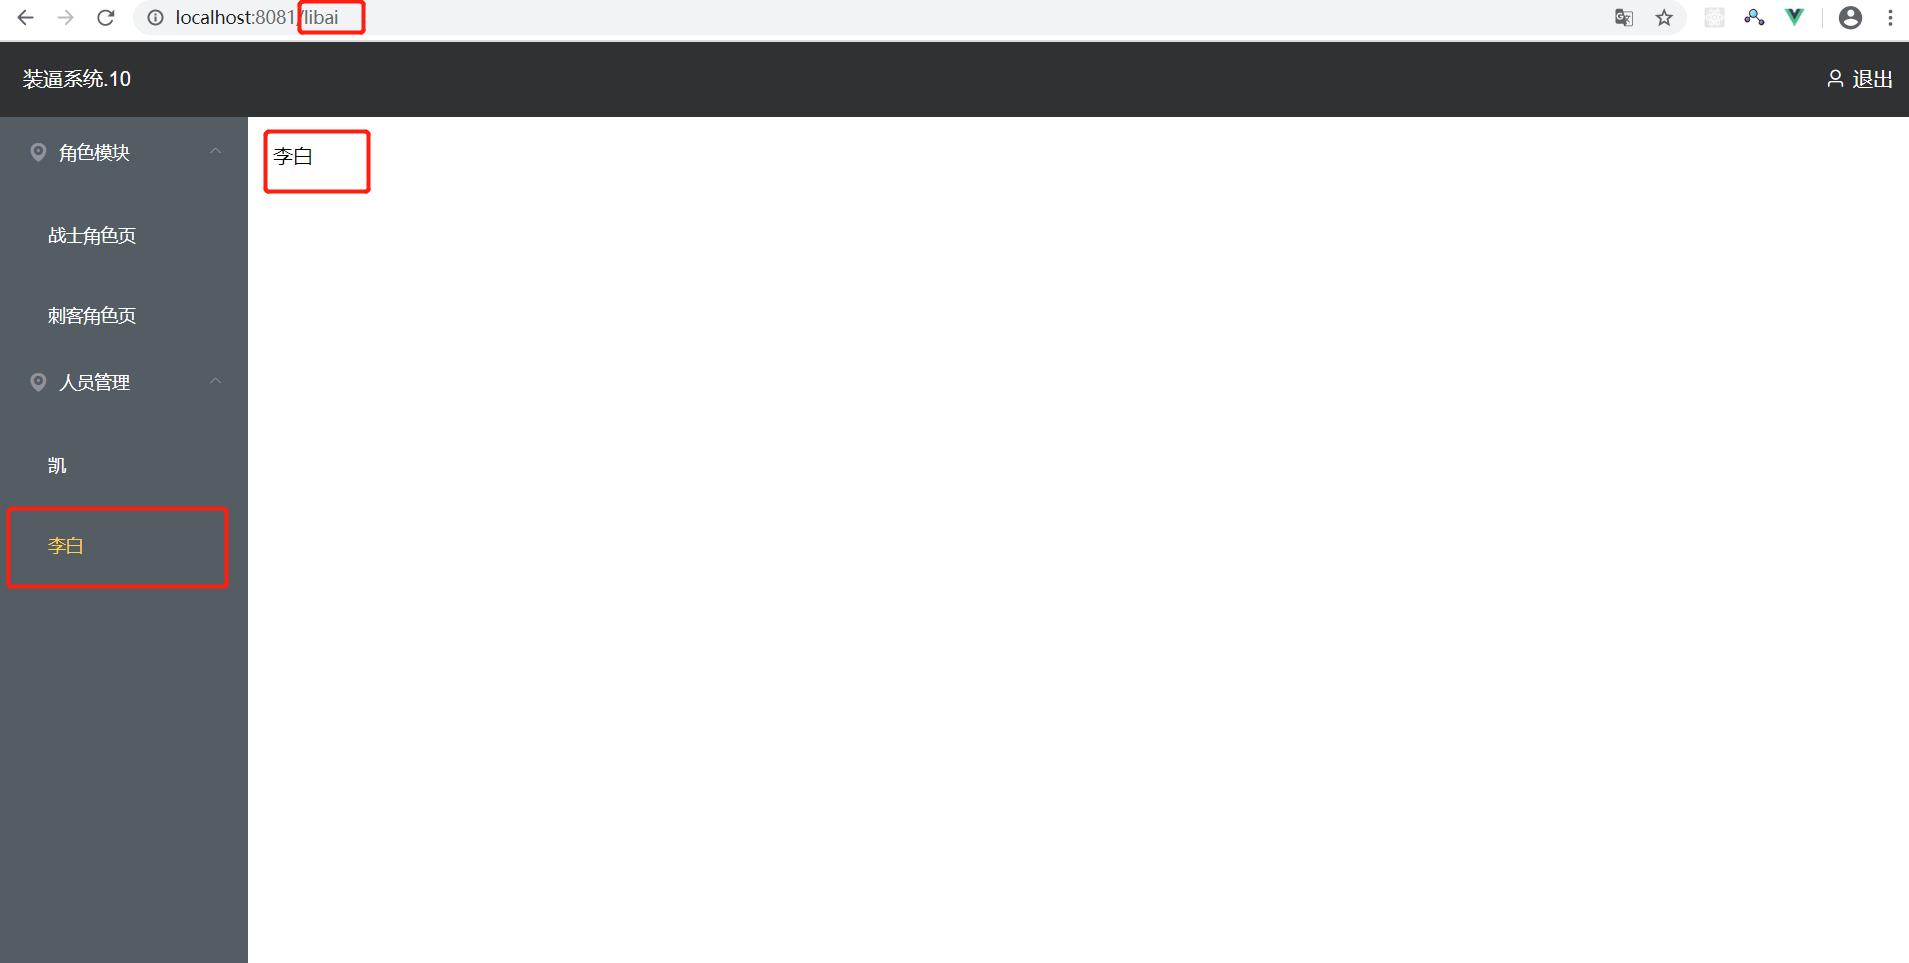 localhost:8081/libai
装逼系统.10
退出
角色模块
战士角色页
刺客角色页
人员管理
凯
李白
李白